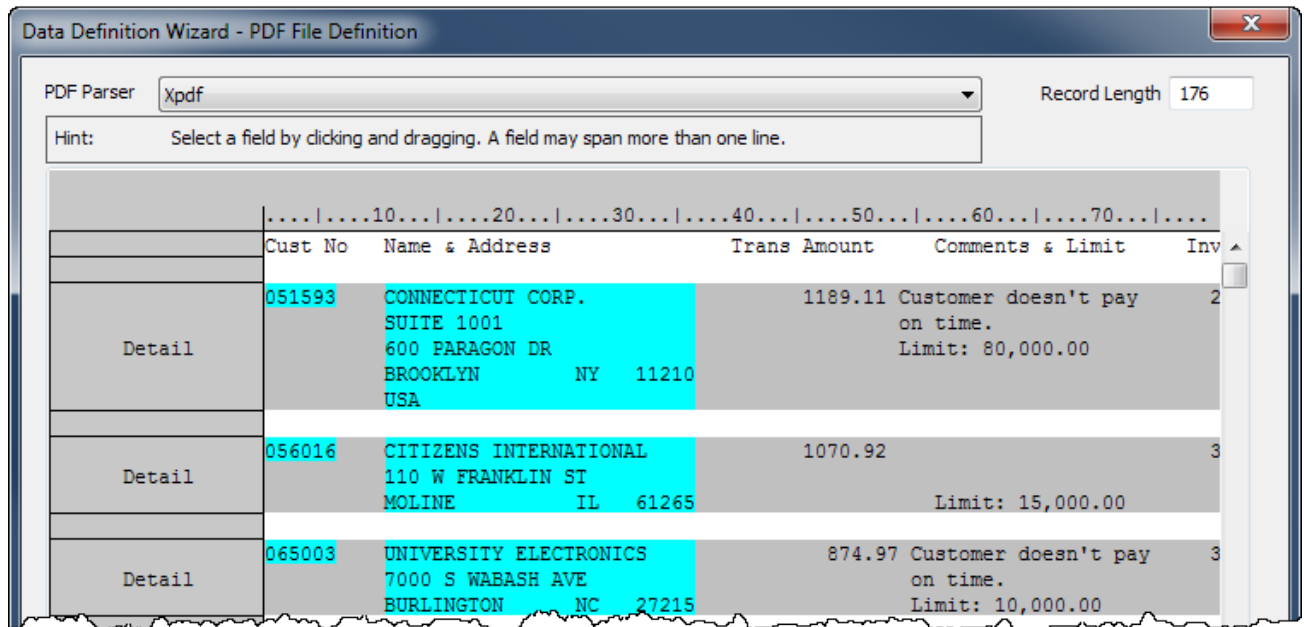 Data Definition Wizard - PDF File Definition
PDF Parser Xpdf Record Length 176
Hint: Select a field by clicking and dragging. A field may span more than one line.
....|....10...|....20...|....30...|....40...|....50...|....60...|....70...|....
Cust No Name & Address Trans Amount Comments & Limit Inv
051593 CONNECTICUT CORP. 1189.11 Customer doesn't pay 2
SUITE 1001 on time.
Detail 600 PARAGON DR Limit: 80,000.00
BROOKLYN NY 11210
USA
056016 CITIZENS INTERNATIONAL 1070.92 3
Detail 110 W FRANKLIN ST
MOLINE IL 61265 Limit: 15,000.00
065003 UNIVERSITY ELECTRONICS 874.97 Customer doesn't pay 3
Detail 7000 S WABASH AVE on time.
BURLINGTON NC 27215 Limit: 10,000.00